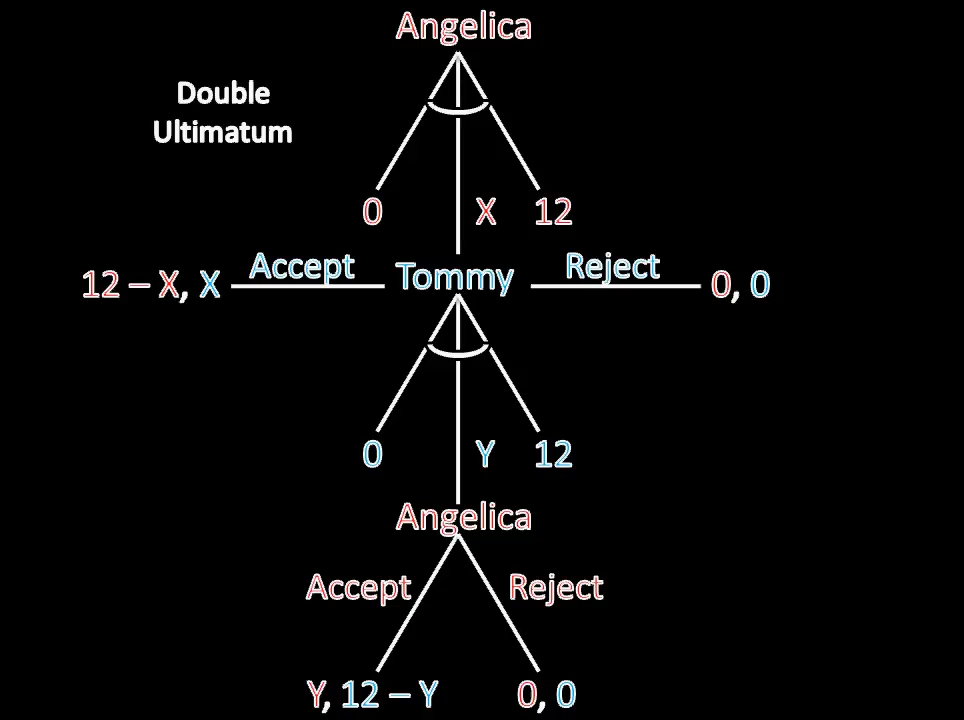 Angelica
Double
Ultimatum
0 X 12
12 – X, X Accept Tommy Reject 0, 0
0 Y 12
Angelica
Accept Reject
Y, 12 – Y 0, 0